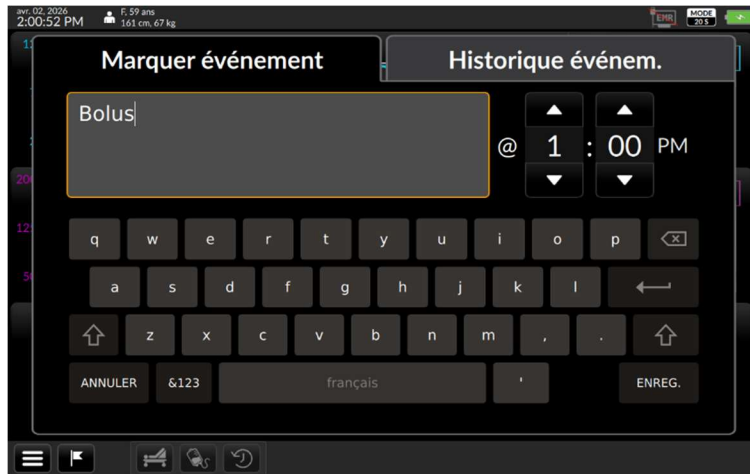 avr. 02, 2026
2:00:52 PM
F, 59 ans
161 cm, 67 kg
EMR
MODE
20 S
Marquer événement
Historique événem.
Bolus
@ 1 : 00 PM
200
q w e r t y u i o p
a s d f g h j k l
z x c v b n m , .
ANNULER &123 français ' ENREG.